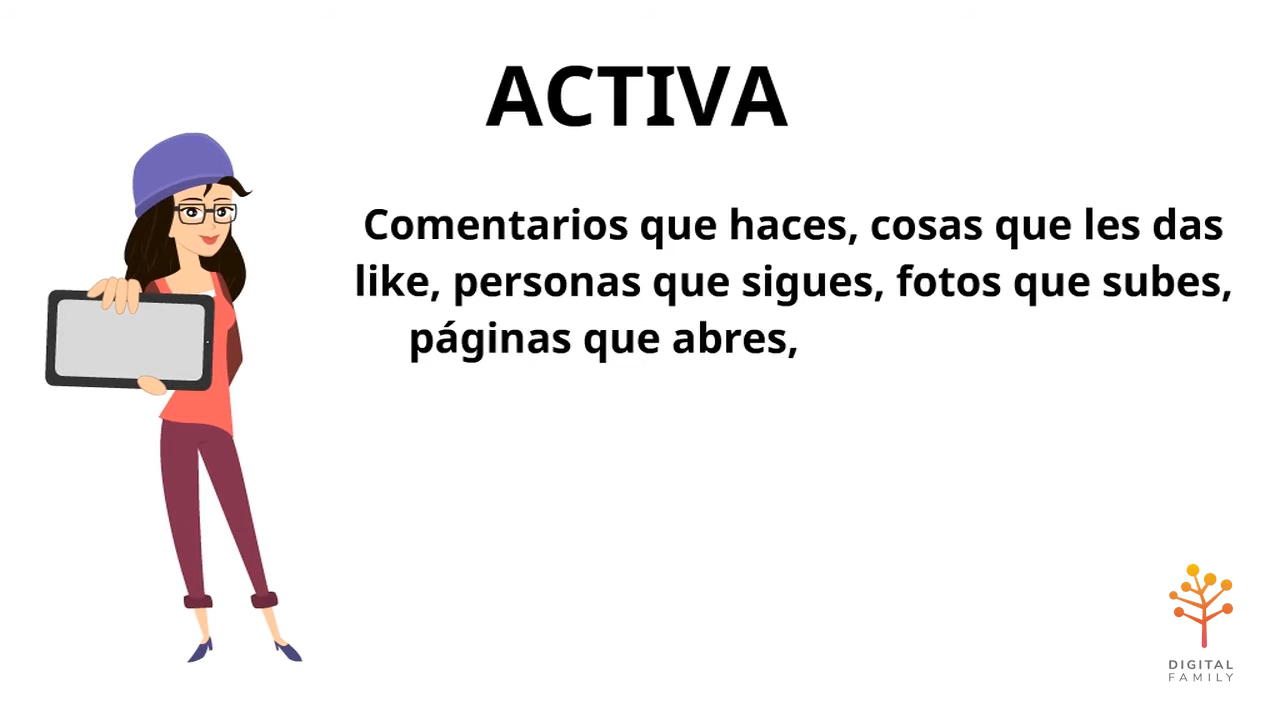 ACTIVA
Comentarios que haces, cosas que les das
like, personas que sigues, fotos que subes,
páginas que abres,
DIGITAL
FAMILY